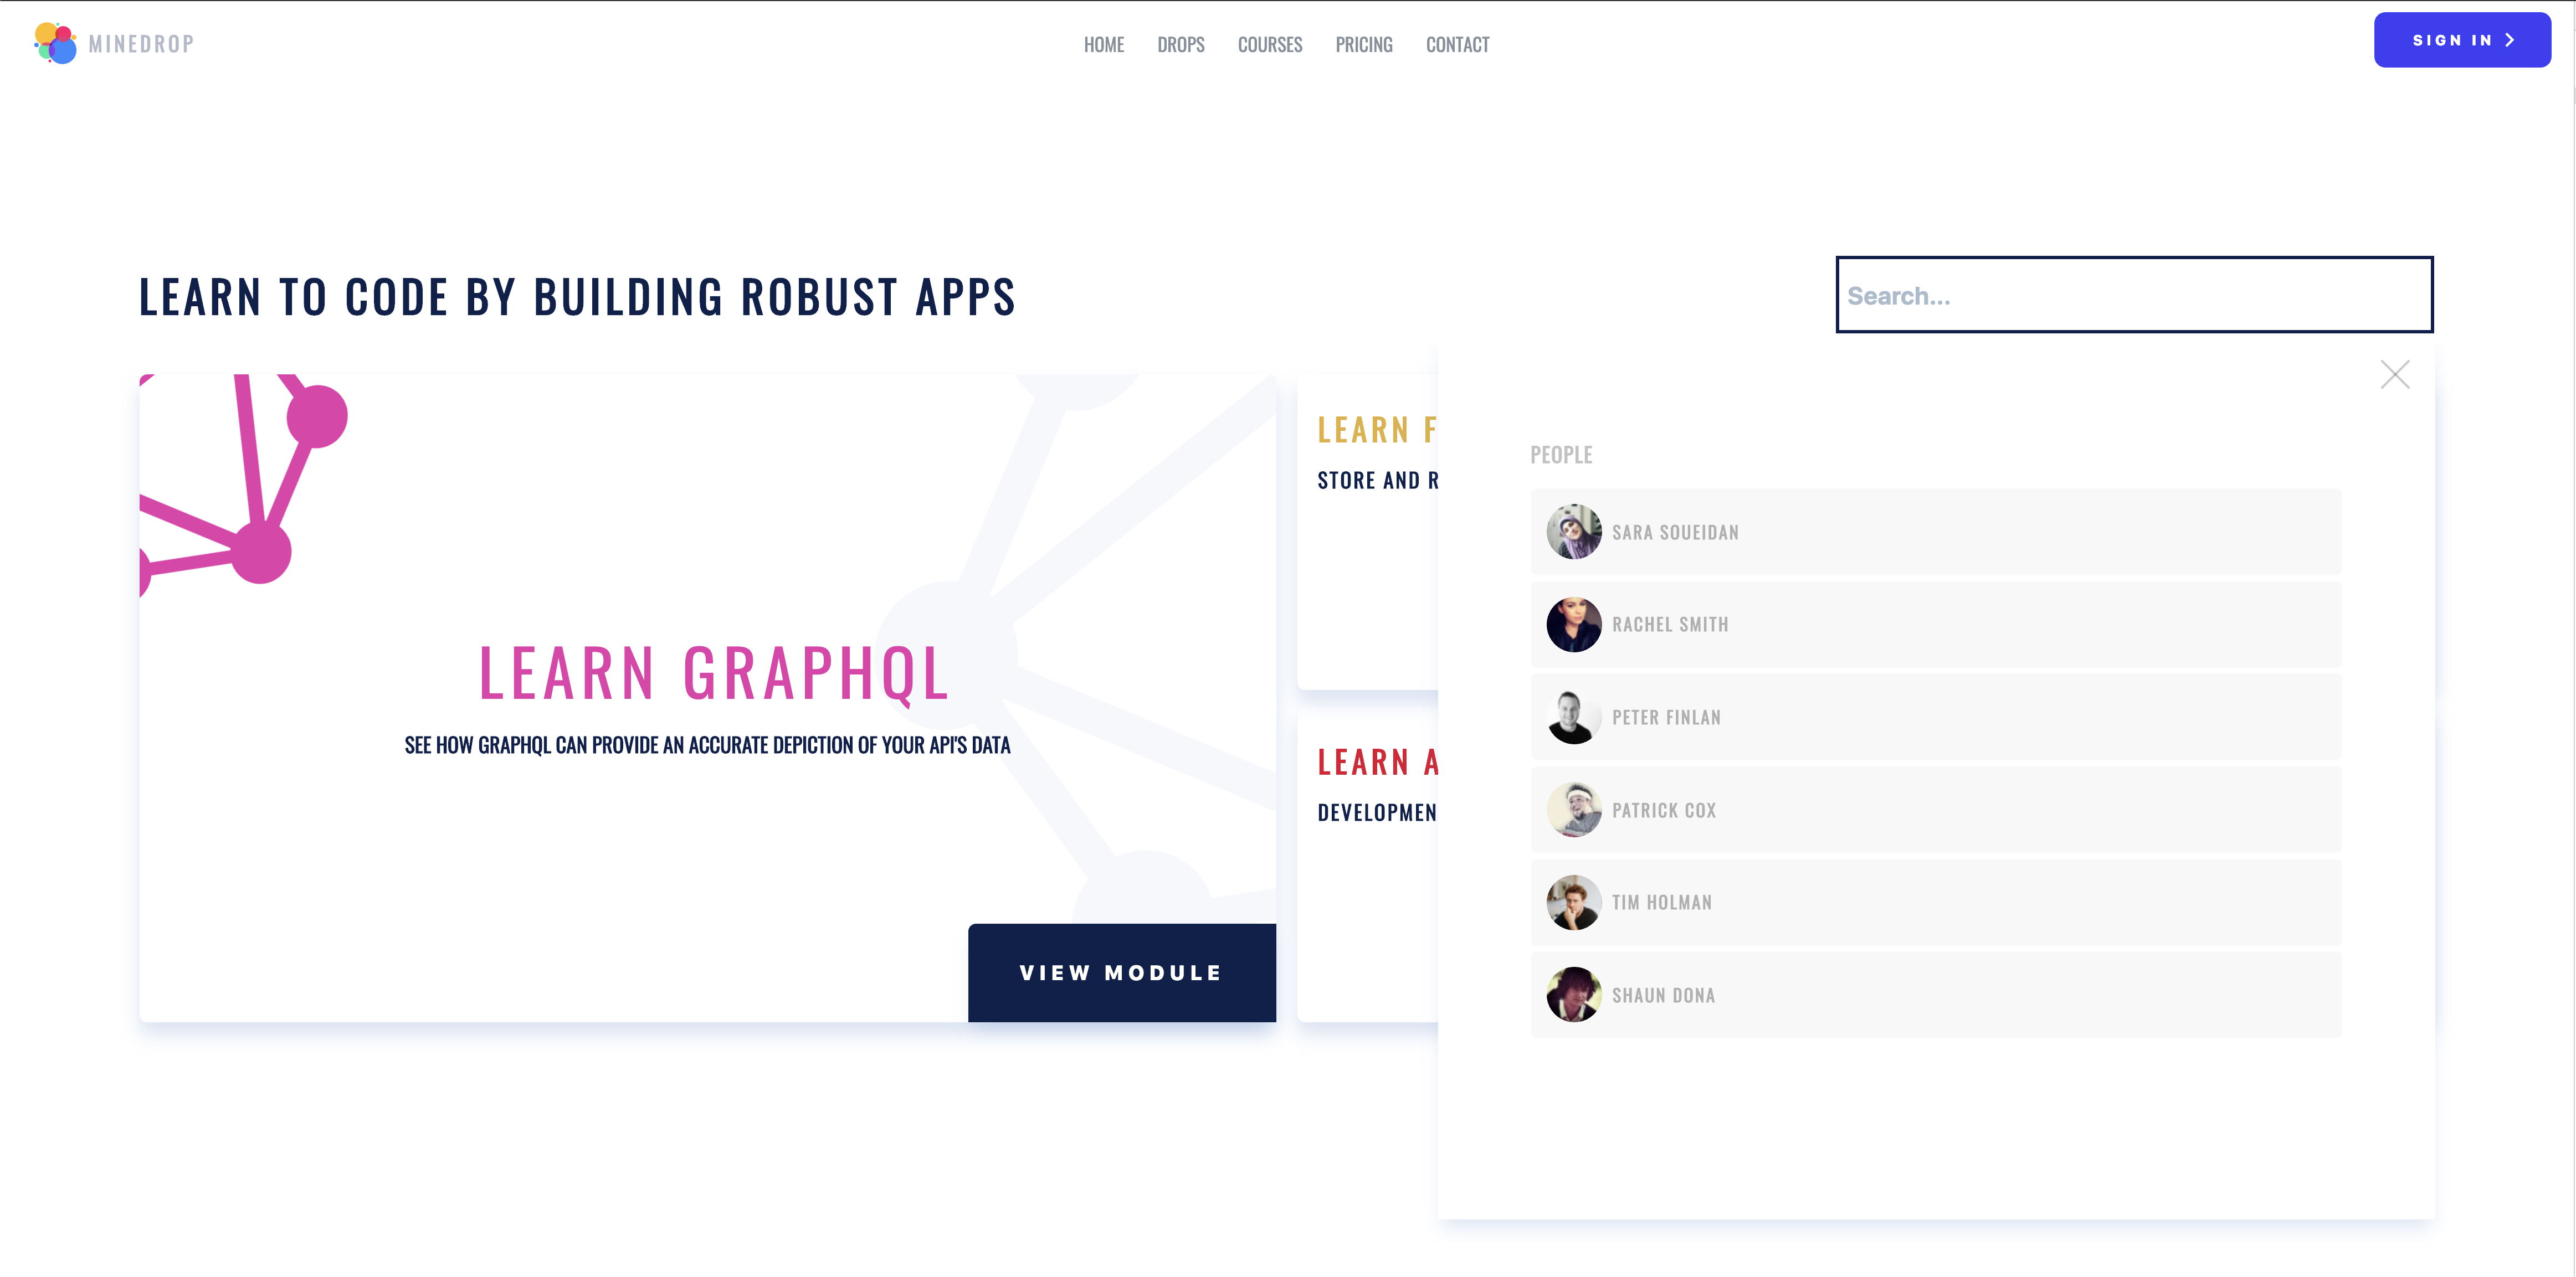 MINEDROP
HOME DROPS COURSES PRICING CONTACT
SIGN IN
LEARN TO CODE BY BUILDING ROBUST APPS
Search...
LEARN GRAPHQL
SEE HOW GRAPHQL CAN PROVIDE AN ACCURATE DEPICTION OF YOUR API'S DATA
VIEW MODULE
LEARN F
STORE AND R
LEARN A
DEVELOPMEN
PEOPLE
SARA SOUEIDAN
RACHEL SMITH
PETER FINLAN
PATRICK COX
TIM HOLMAN
SHAUN DONA